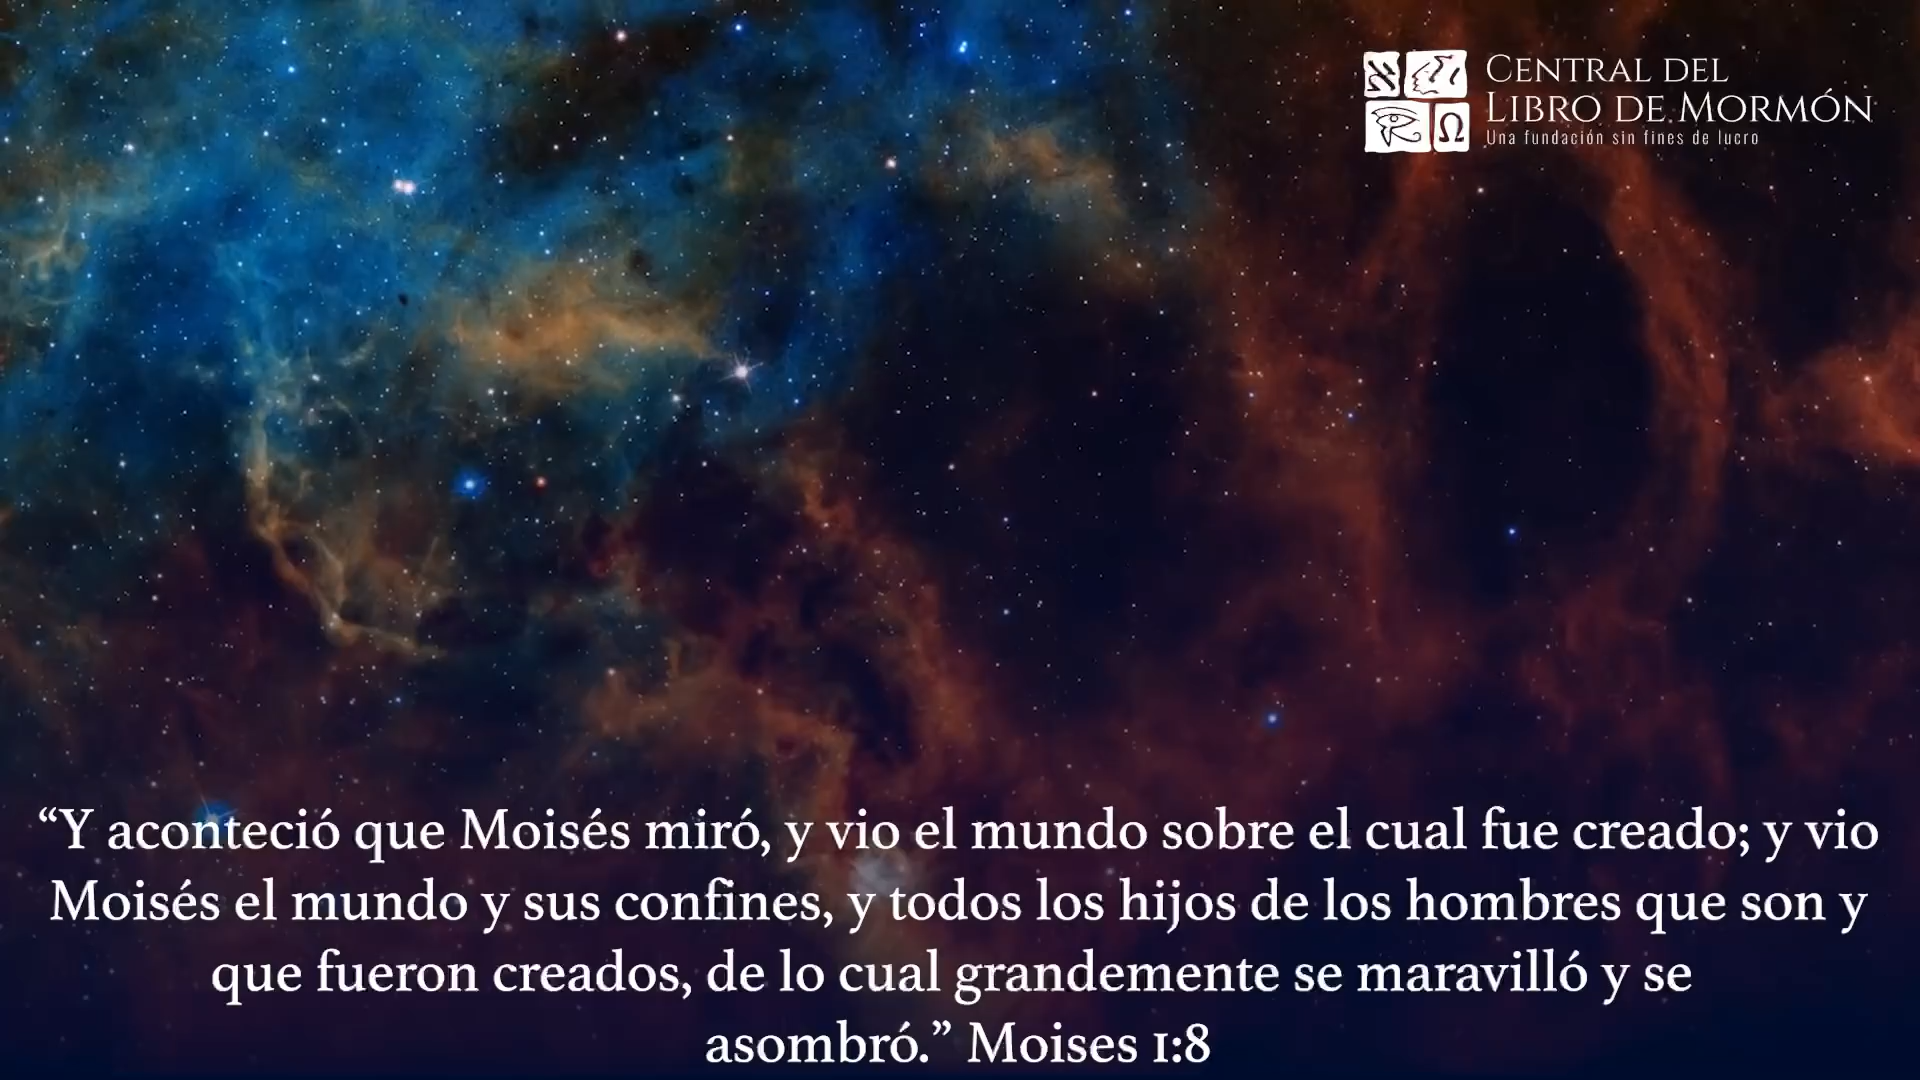 CENTRAL DEL
LIBRO DE MORMÓN
Una fundación sin fines de lucro
“Y aconteció que Moisés miró, y vio el mundo sobre el cual fue creado; y vio
Moisés el mundo y sus confines, y todos los hijos de los hombres que son y
que fueron creados, de lo cual grandemente se maravilló y se
asombró.” Moises 1:8